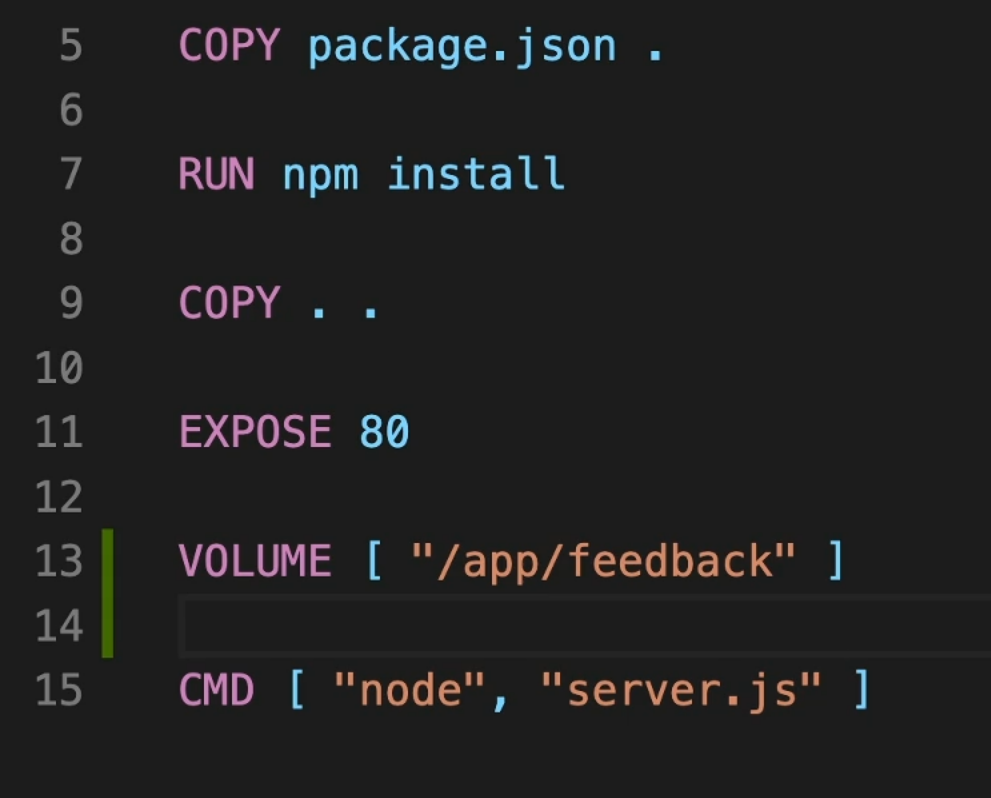 5 COPY package.json .
6
7 RUN npm install
8
9 COPY . .
10
11 EXPOSE 80
12
13 VOLUME [ "/app/feedback" ]
14
15 CMD [ "node", "server.js" ]